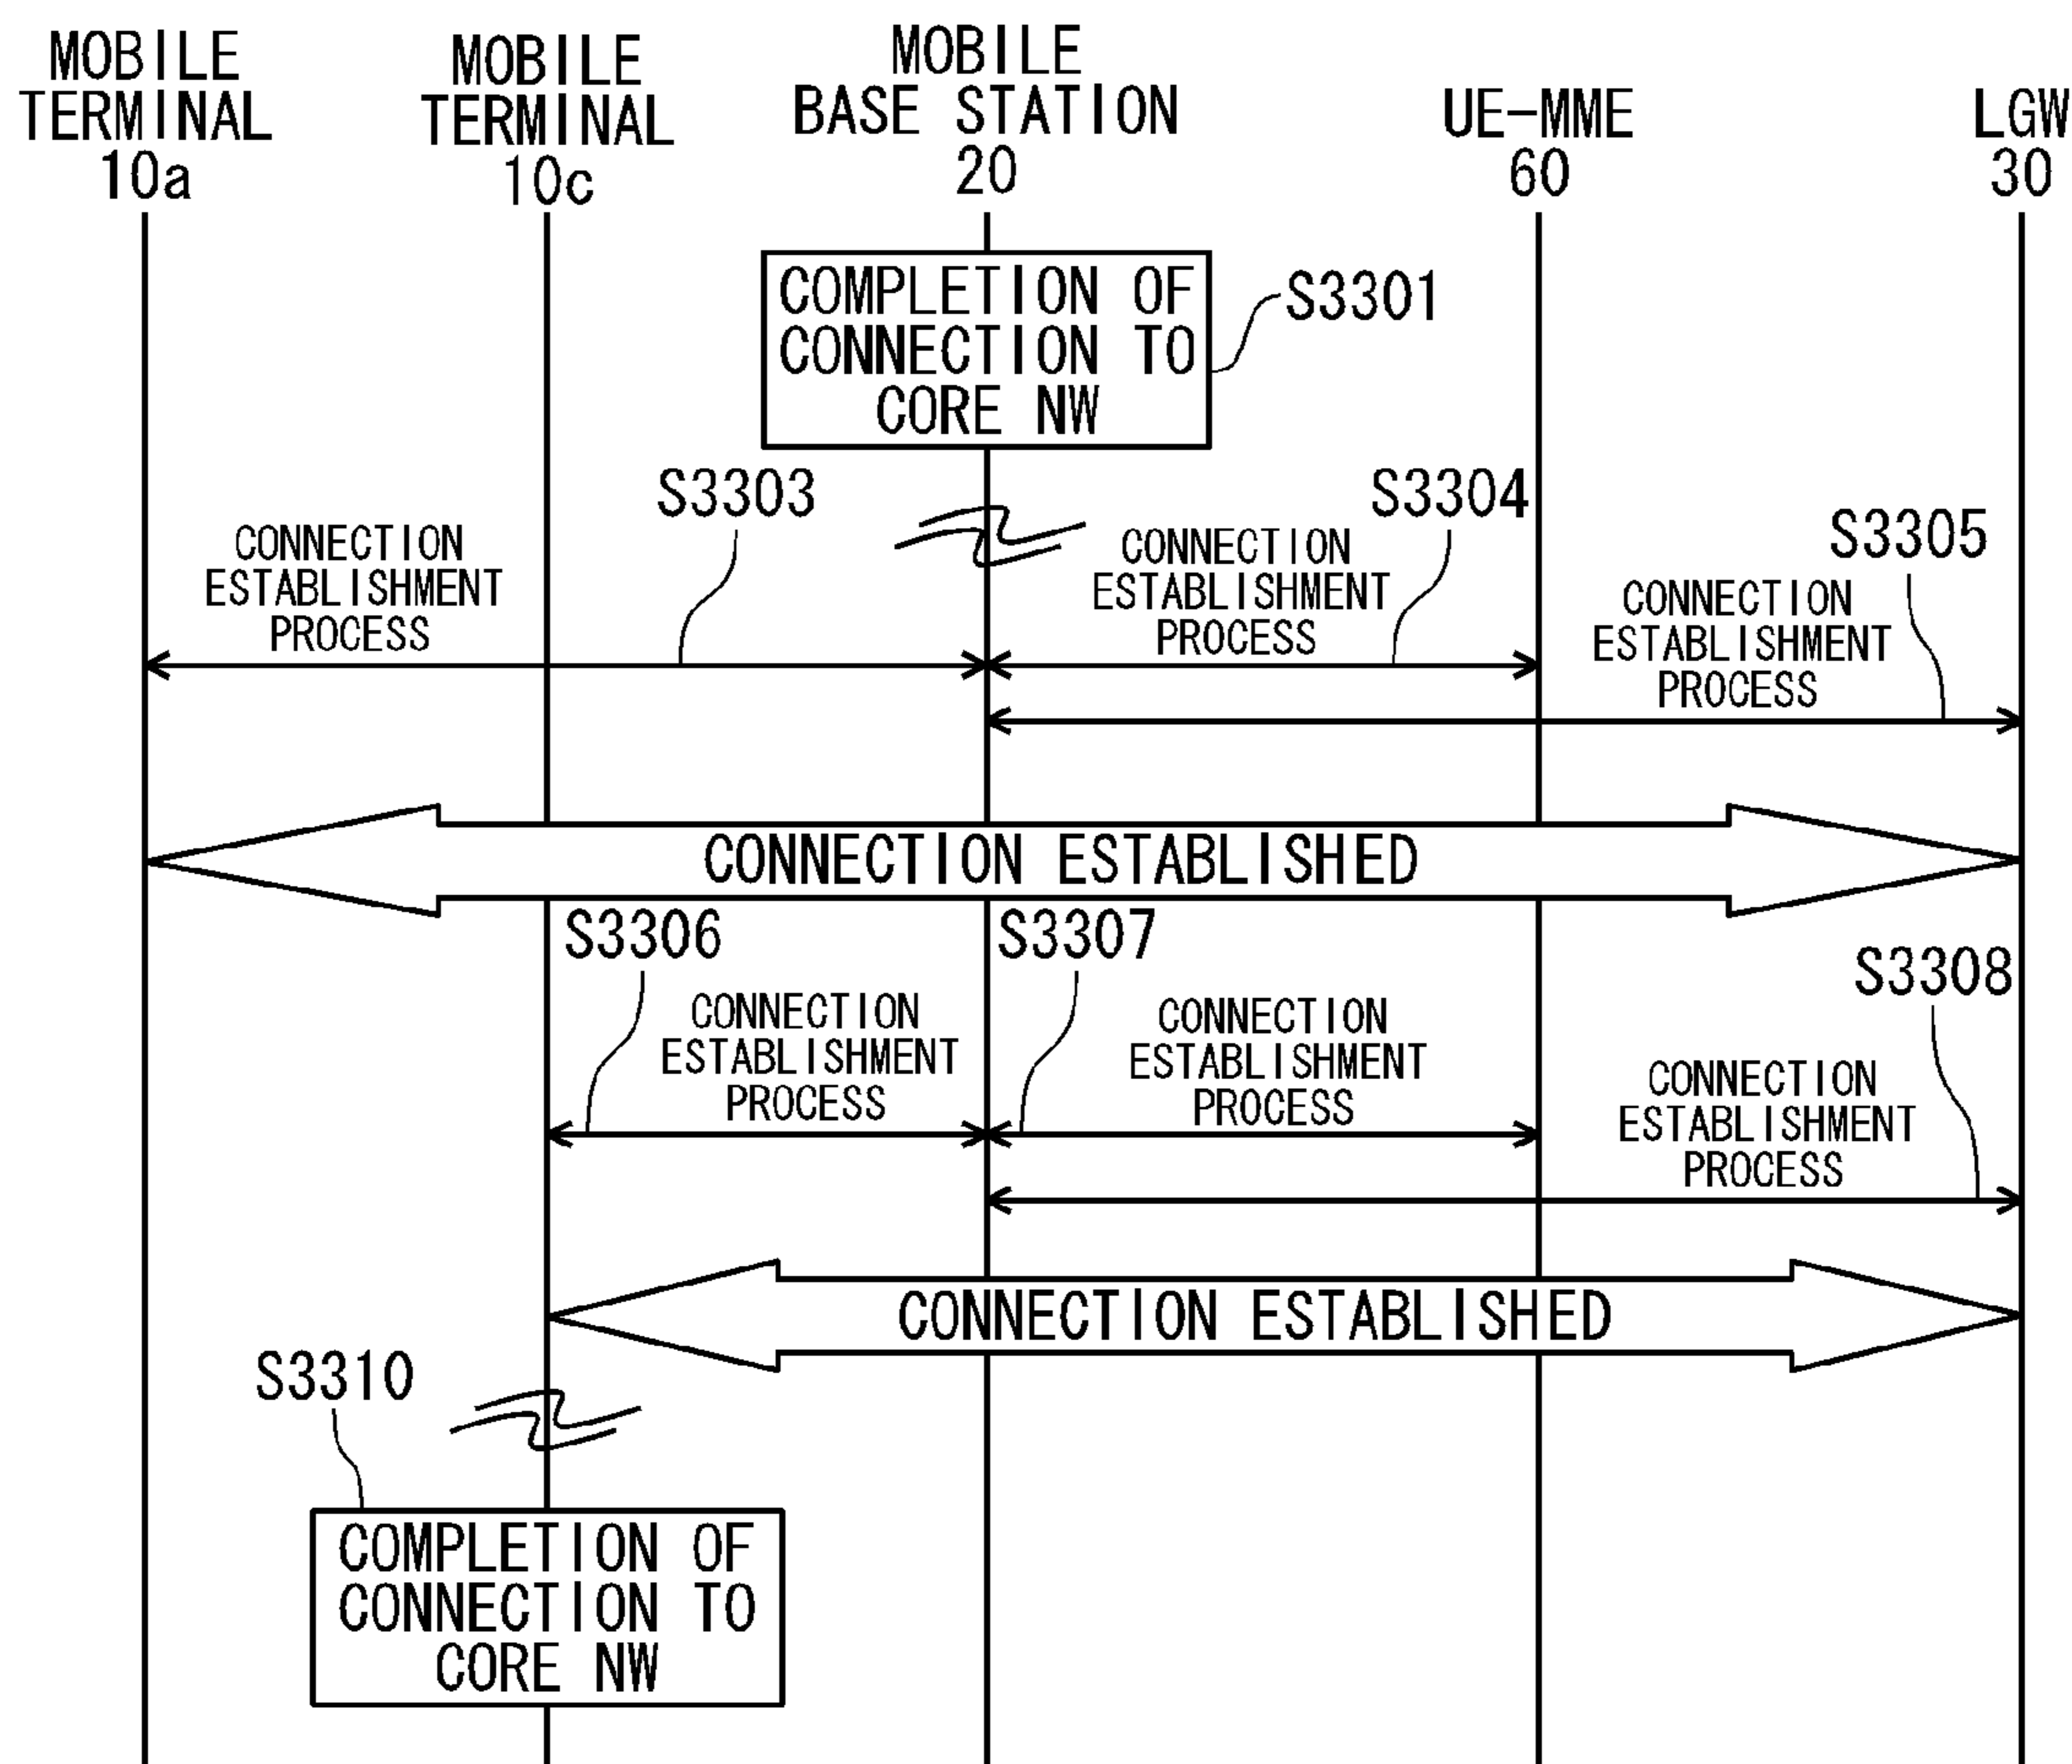 MOBILE
TERMINAL
10a
MOBILE
TERMINAL
10c
MOBILE
BASE STATION
20
UE-MME
60
LGW
30
COMPLETION OF
CONNECTION TO
CORE NW
S3301
S3303
S3304
S3305
CONNECTION
ESTABLISHMENT
PROCESS
CONNECTION
ESTABLISHMENT
PROCESS
CONNECTION
ESTABLISHMENT
PROCESS
CONNECTION ESTABLISHED
S3306
S3307
S3308
CONNECTION
ESTABLISHMENT
PROCESS
CONNECTION
ESTABLISHMENT
PROCESS
CONNECTION
ESTABLISHMENT
PROCESS
CONNECTION ESTABLISHED
S3310
COMPLETION OF
CONNECTION TO
CORE NW